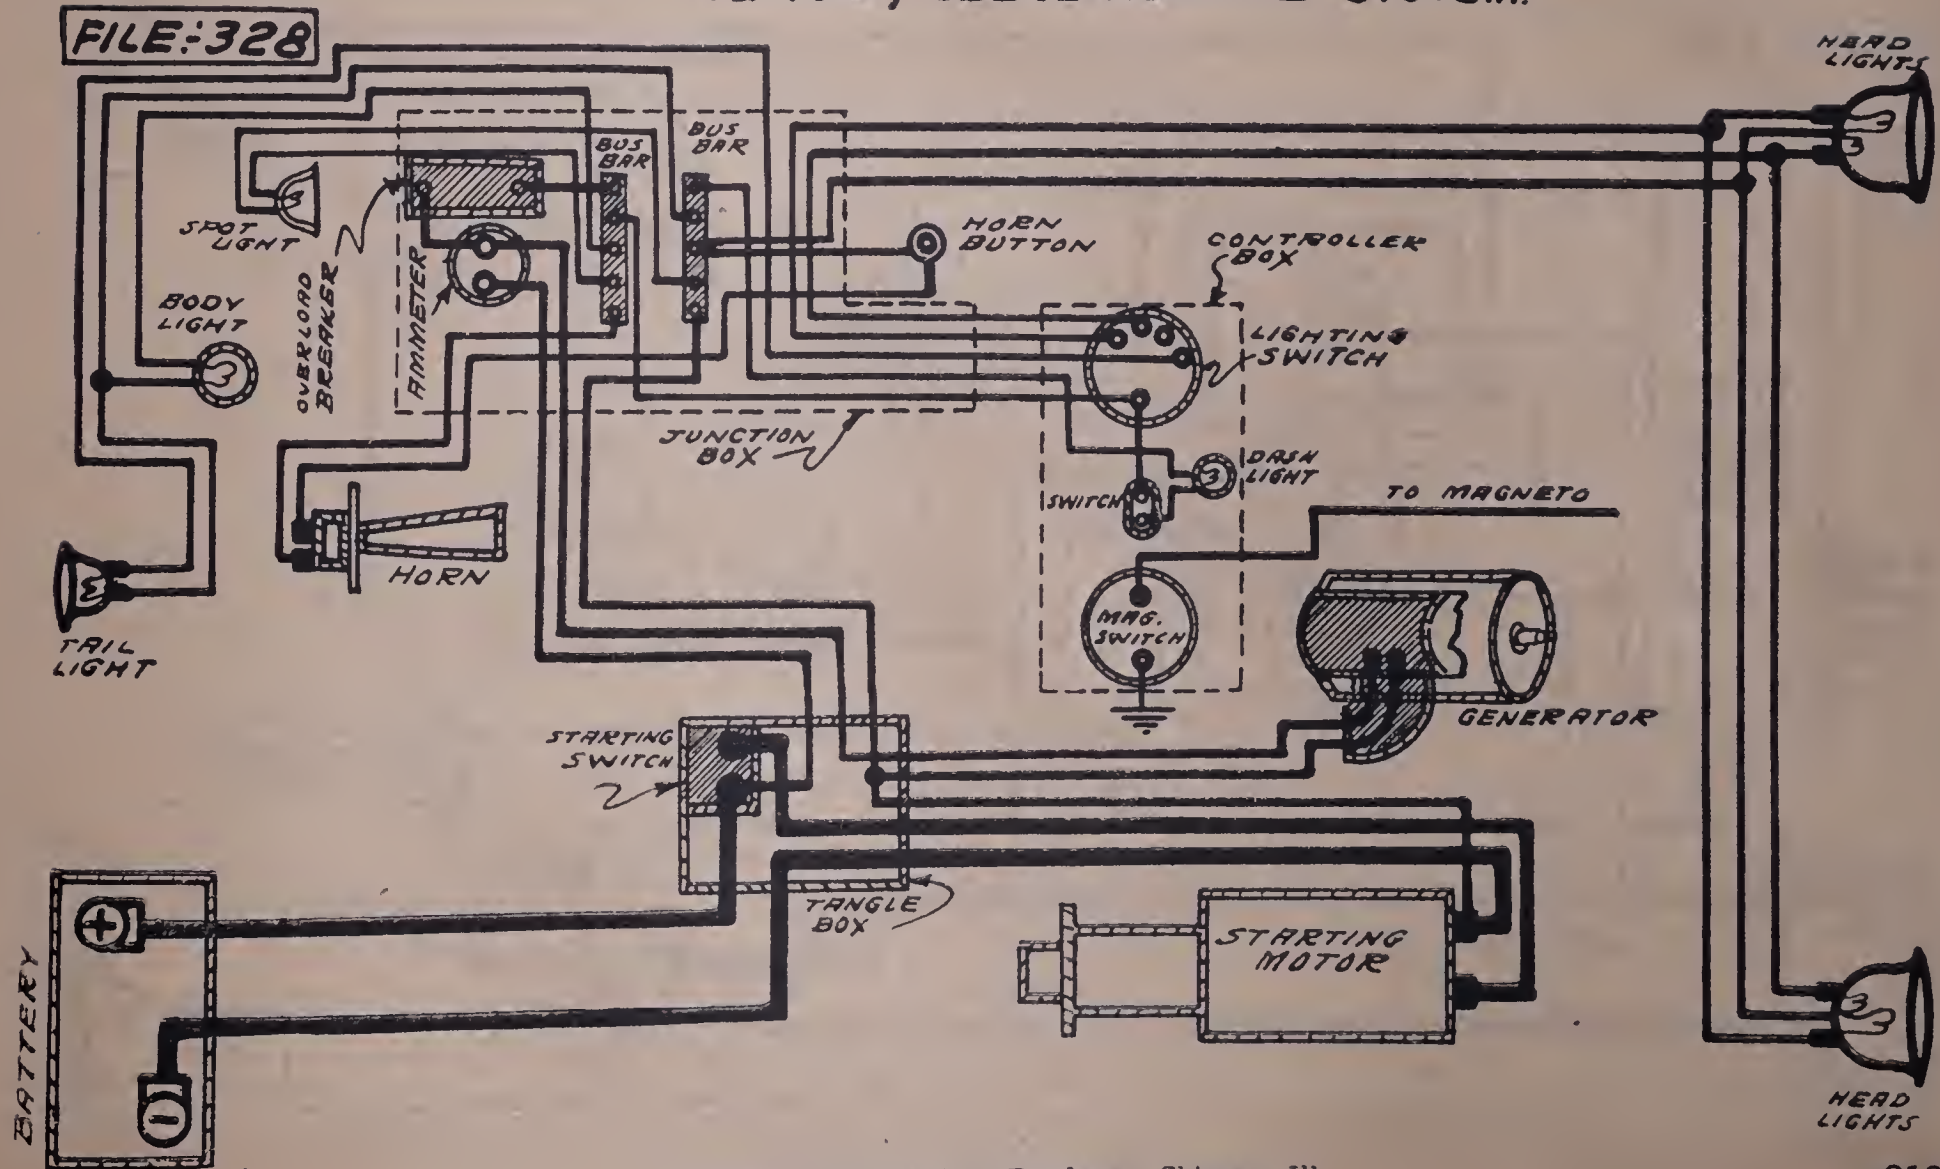 SYSTEM.
FILE:-328
HEAD
LIGHTS
BUS
BAR
BUS
BAR
SPOT
LIGHT
HORN
BUTTON
CONTROLLER
BOX
OVERLOAD
BREAKER
AMMETER
BODY
LIGHT
LIGHTING
SWITCH
JUNCTION
BOX
DASH
LIGHT
SWITCH
TO MAGNETO
HORN
MAG.
SWITCH
TAIL
LIGHT
GENERATOR
STARTING
SWITCH
TANGLE
BOX
STARTING
MOTOR
BATTERY
+
−
HEAD
LIGHTS